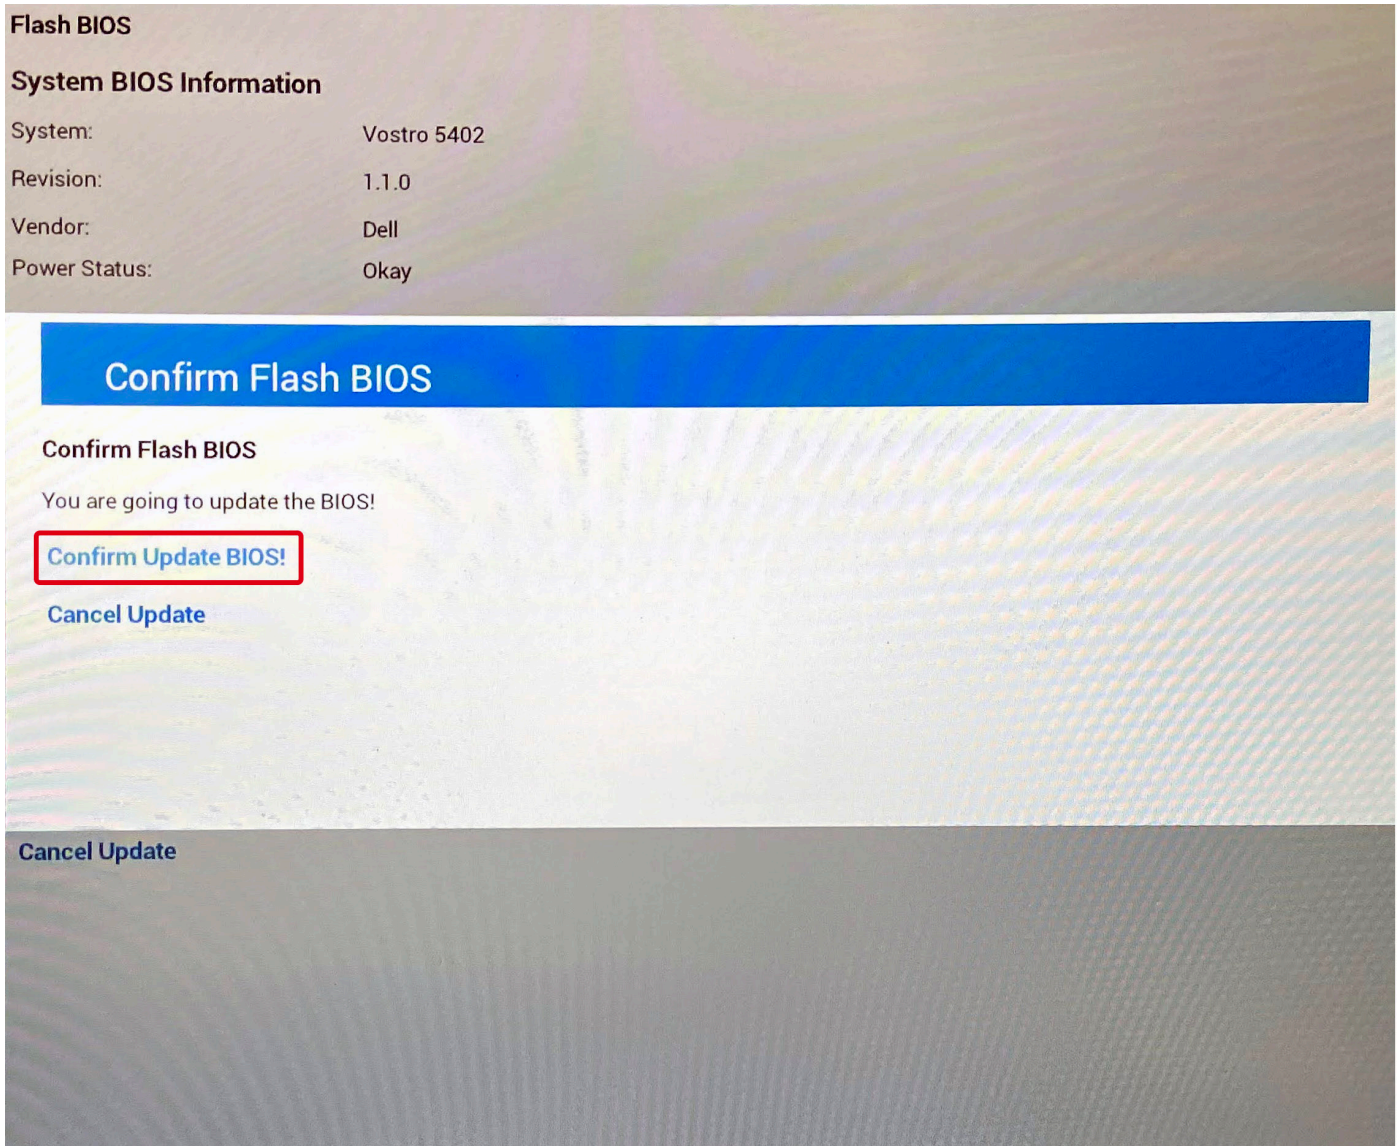 Flash BIOS
System BIOS Information
System: Vostro 5402
Revision: 1.1.0
Vendor: Dell
Power Status: Okay
Confirm Flash BIOS
Confirm Flash BIOS
You are going to update the BIOS!
Confirm Update BIOS!
Cancel Update
Cancel Update